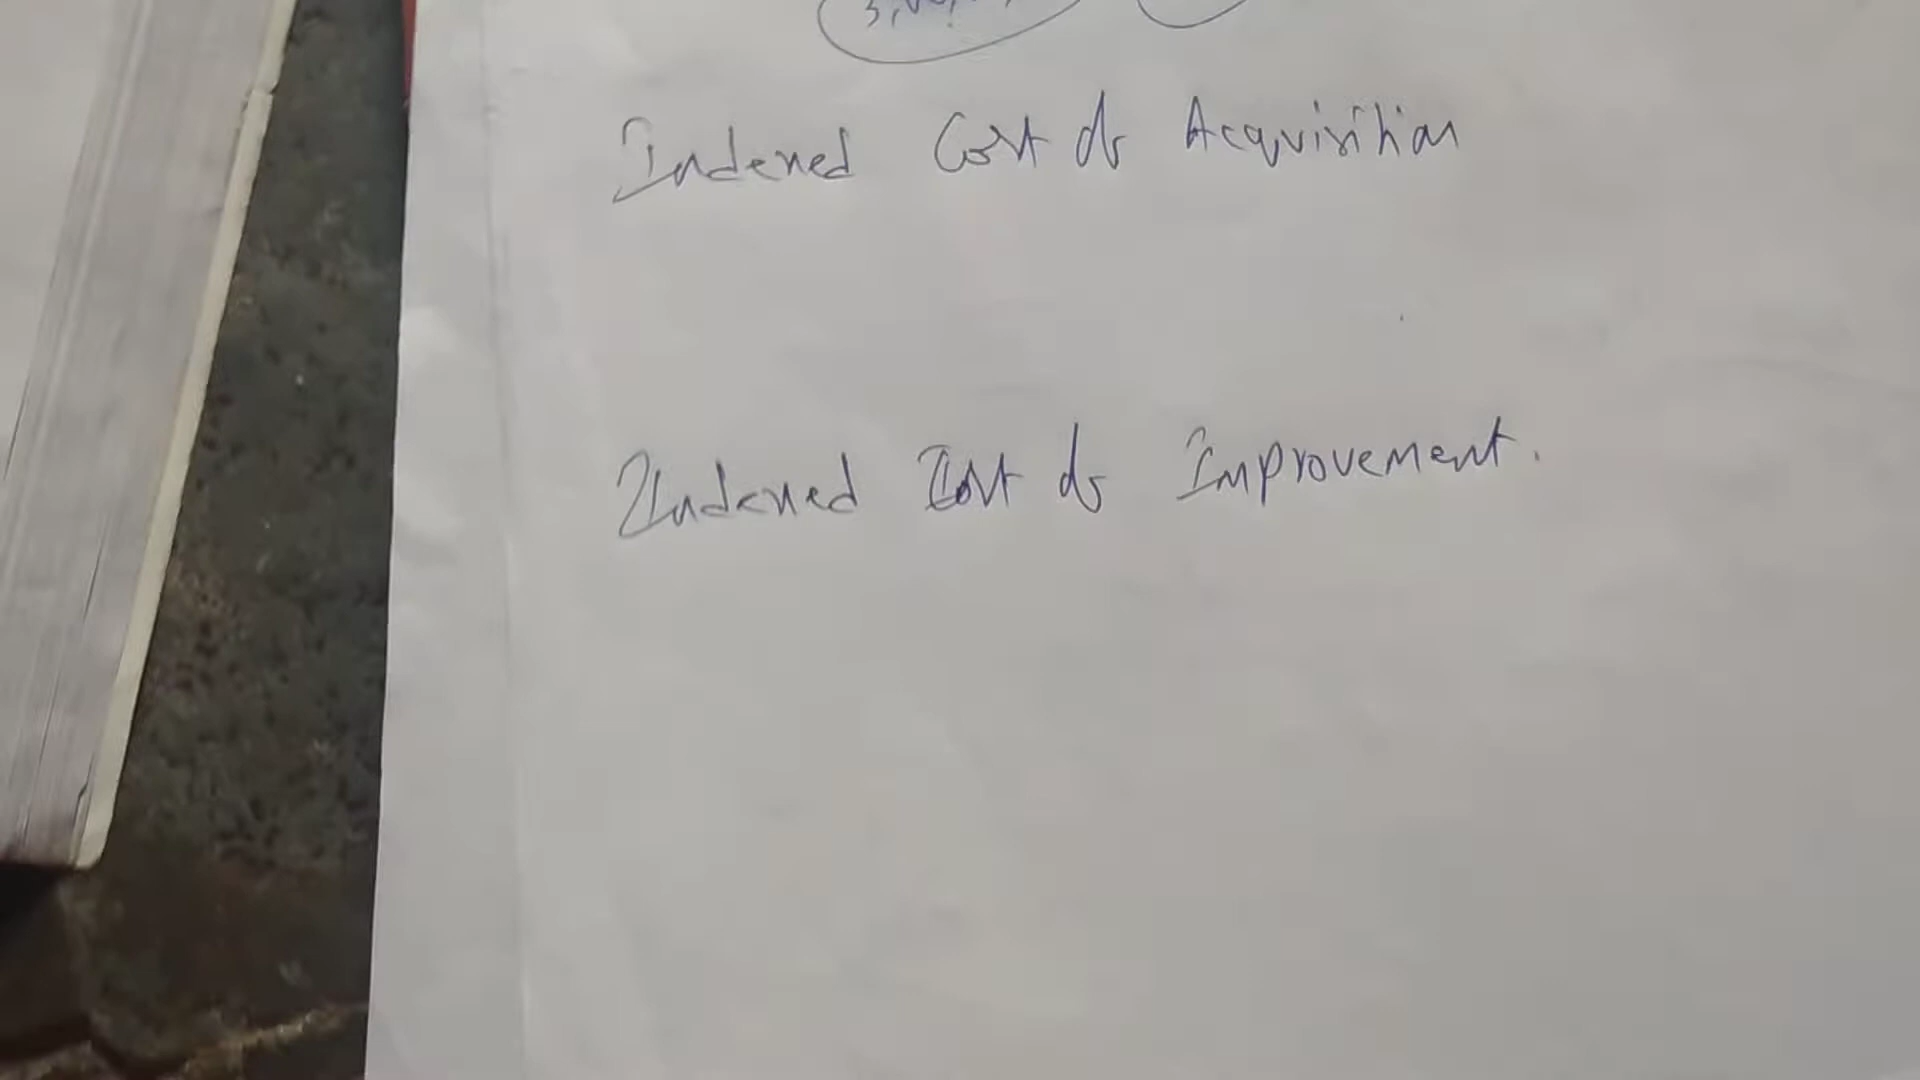 Indexed Cost of Acquisition
Indexed Cost of Improvement.